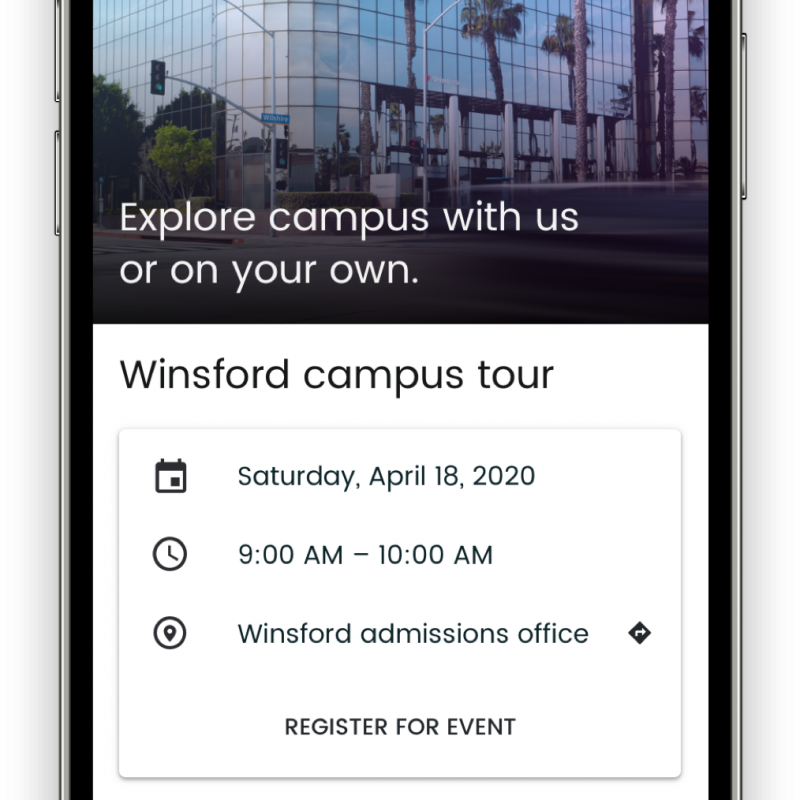 Wilshire
Explore campus with us
or on your own.
Winsford campus tour
Saturday, April 18, 2020
9:00 AM – 10:00 AM
Winsford admissions office
REGISTER FOR EVENT